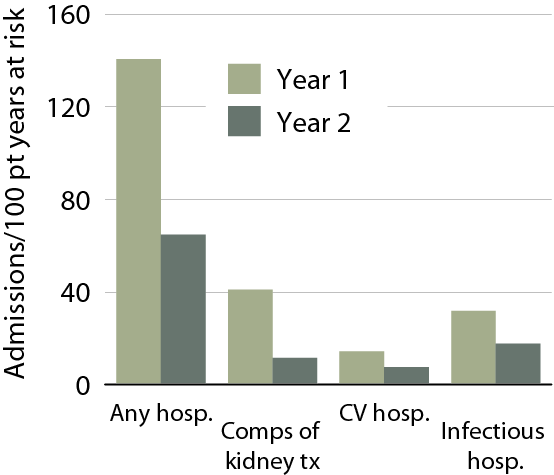 Admissions/100 pt years at risk
160
120
80
40
0
Year 1
Year 2
Any hosp.
Comps of
kidney tx
CV hosp.
Infectious
hosp.